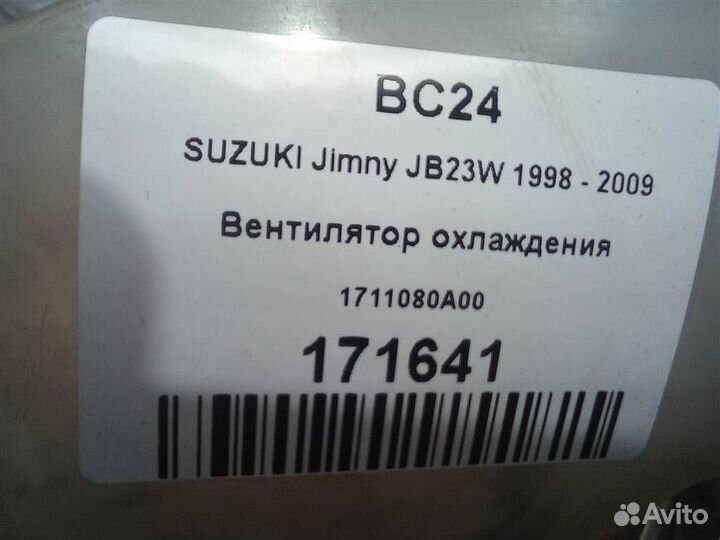 BC24
SUZUKI Jimny JB23W 1998 - 2009
Вентилятор охлаждения
1711080A00
171641
Avito